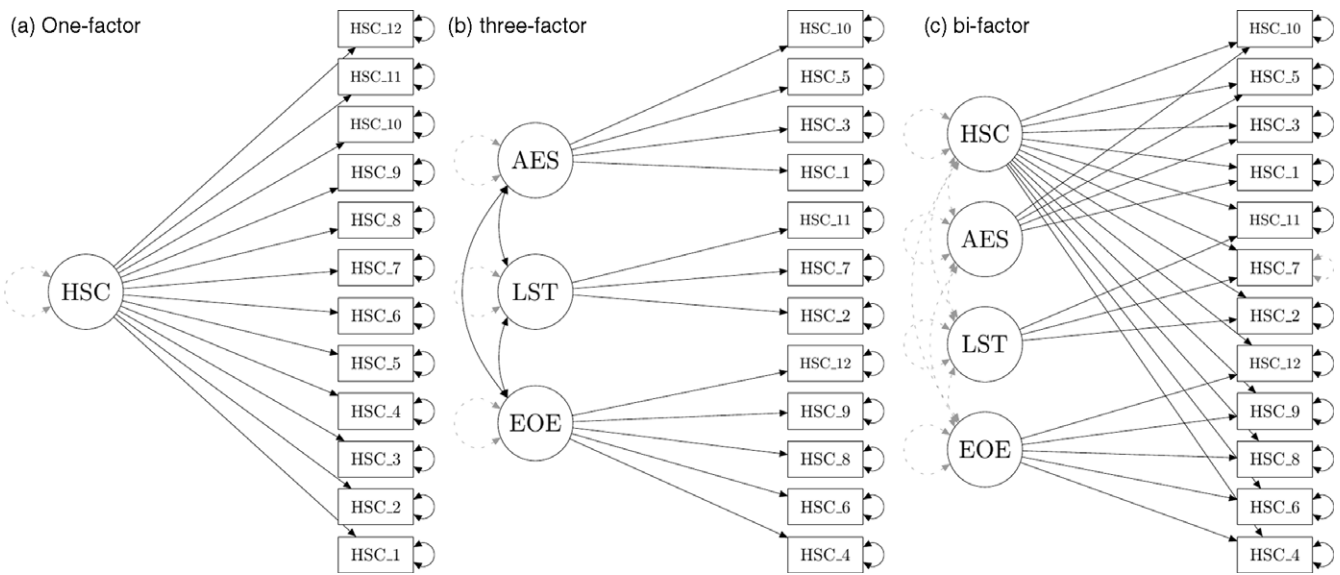 (a) One-factor
HSC_12
HSC_11
HSC_10
HSC_9
HSC_8
HSC_7
HSC_6
HSC_5
HSC_4
HSC_3
HSC_2
HSC_1
HSC
(b) three-factor
AES
LST
EOE
HSC_10
HSC_5
HSC_3
HSC_1
HSC_11
HSC_7
HSC_2
HSC_12
HSC_9
HSC_8
HSC_6
HSC_4
(c) bi-factor
HSC
AES
LST
EOE
HSC_10
HSC_5
HSC_3
HSC_1
HSC_11
HSC_7
HSC_2
HSC_12
HSC_9
HSC_8
HSC_6
HSC_4